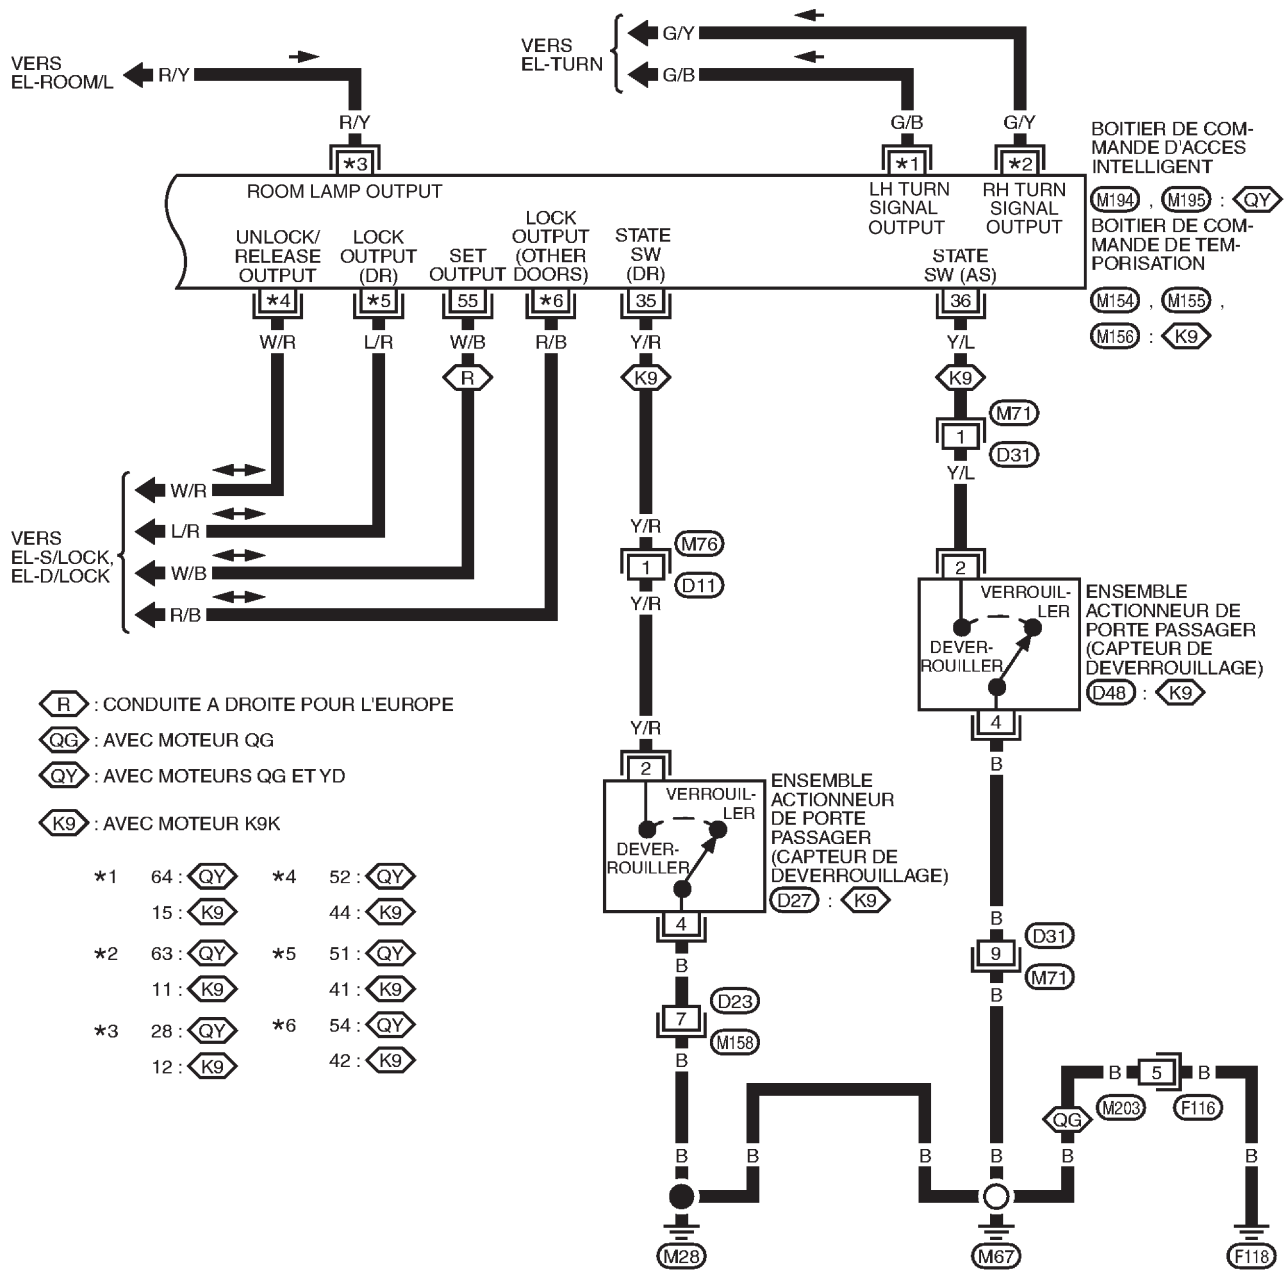 VERS
EL-ROOM/L
R/Y
R/Y
*3
VERS
EL-TURN
G/Y
G/B
G/B
G/Y
*1
*2
BOITIER DE COM-
MANDE D'ACCES
INTELLIGENT
M194 , M195 : QY
BOITIER DE COM-
MANDE DE TEM-
PORISATION
M154 , M155 ,
M156 : K9
ROOM LAMP OUTPUT
LH TURN
SIGNAL
OUTPUT
RH TURN
SIGNAL
OUTPUT
UNLOCK/
RELEASE
OUTPUT
LOCK
OUTPUT
(DR)
SET
OUTPUT
LOCK
OUTPUT
(OTHER
DOORS)
STATE
SW
(DR)
STATE
SW (AS)
*4
*5
55
*6
35
36
W/R
L/R
W/B
R/B
Y/R
Y/L
R
K9
K9
M71
1
D31
Y/L
VERS
EL-S/LOCK,
EL-D/LOCK
W/R
L/R
W/B
R/B
Y/R
M76
1
D11
Y/R
Y/R
2
VERROUIL-
LER
DEVER-
ROUILLER
4
ENSEMBLE
ACTIONNEUR DE
PORTE PASSAGER
(CAPTEUR DE
DEVERROUILLAGE)
D48 : K9
2
VERROUIL-
LER
DEVER-
ROUILLER
4
ENSEMBLE
ACTIONNEUR
DE PORTE
PASSAGER
(CAPTEUR DE
DEVERROUILLAGE)
D27 : K9
R : CONDUITE A DROITE POUR L'EUROPE
QG : AVEC MOTEUR QG
QY : AVEC MOTEURS QG ET YD
K9 : AVEC MOTEUR K9K
*1 64 : QY *4 52 : QY
15 : K9 44 : K9
*2 63 : QY *5 51 : QY
11 : K9 41 : K9
*3 28 : QY *6 54 : QY
12 : K9 42 : K9
B
D23
7
M158
B
B
B
B
D31
9
M71
B
B 5 B
M203
F116
QG
B
B
B
B
B
B
M28
M67
F118